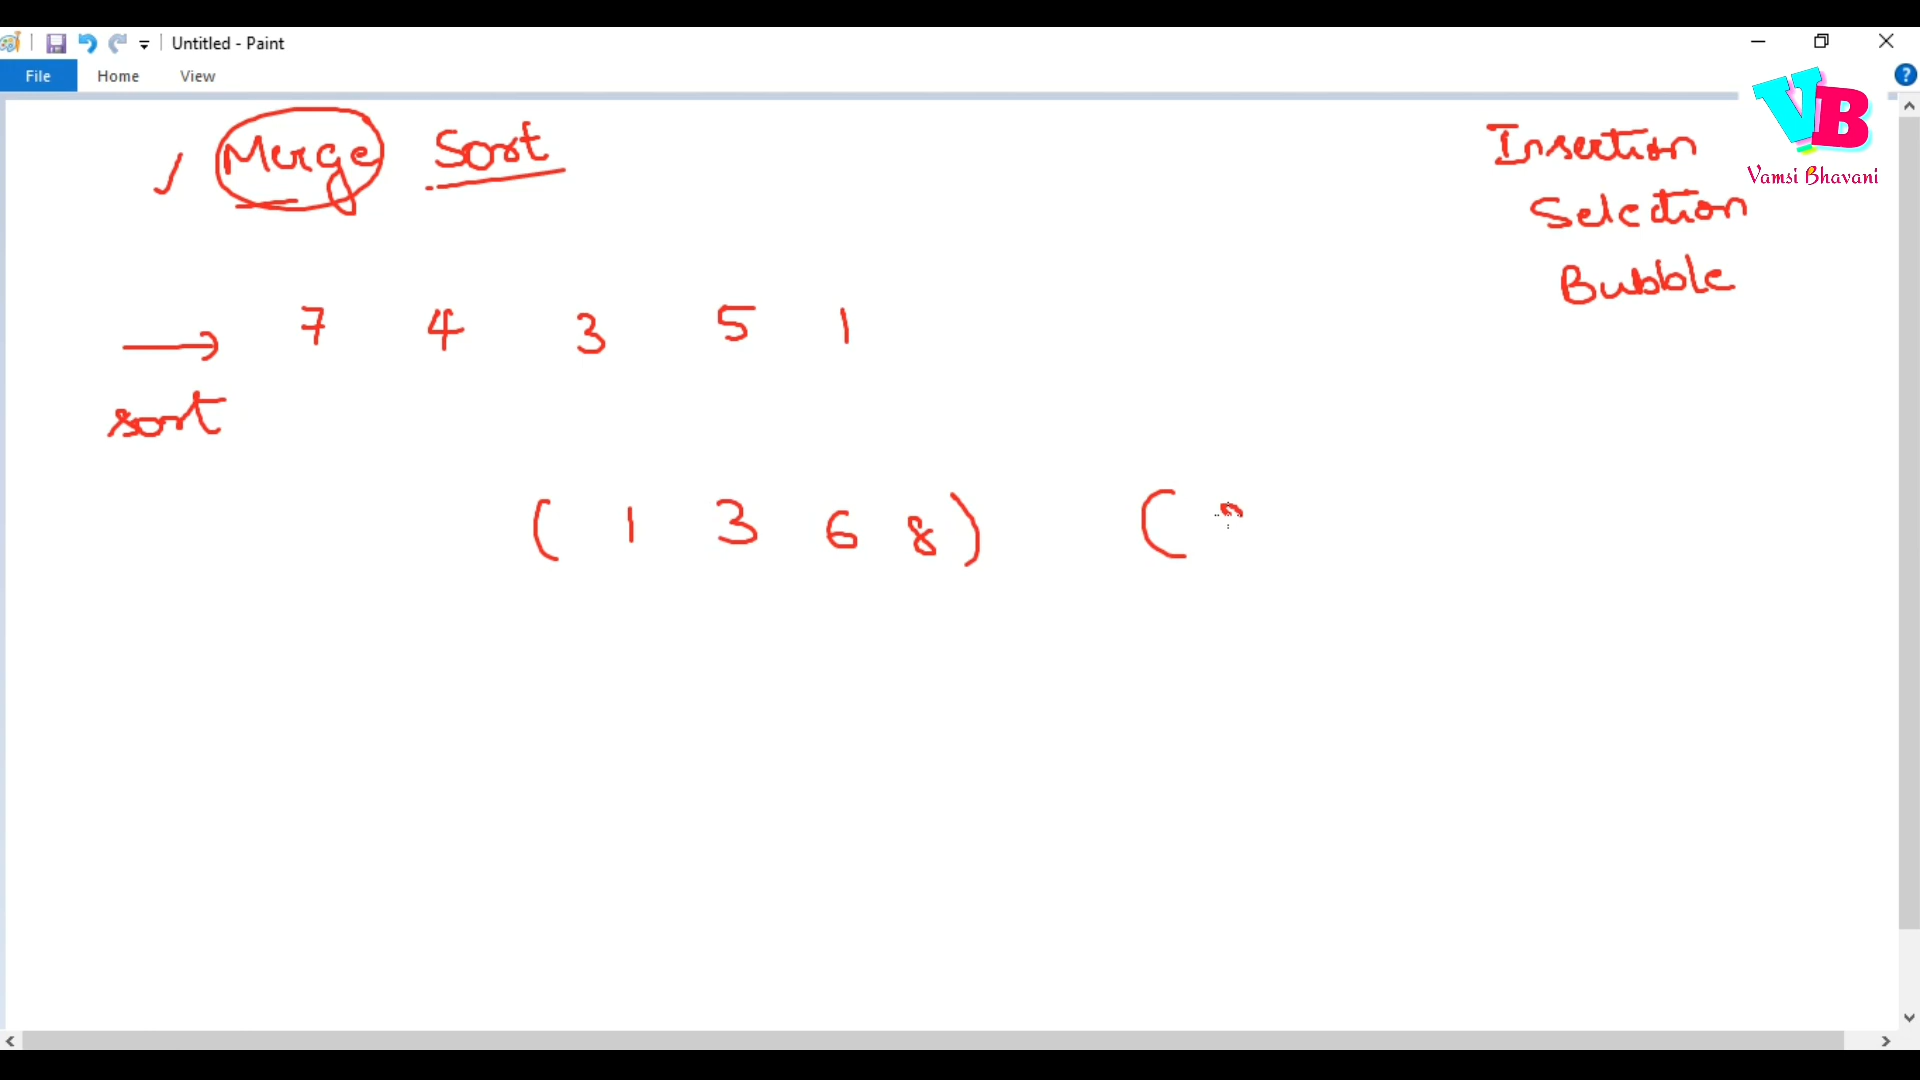 Untitled - Paint
File Home View
?
VB
Vamsi Bhavani
Merge Sort
Insertion
Selection
Bubble
7 4 3 5 1
sort
( 1 3 6 8 ) (